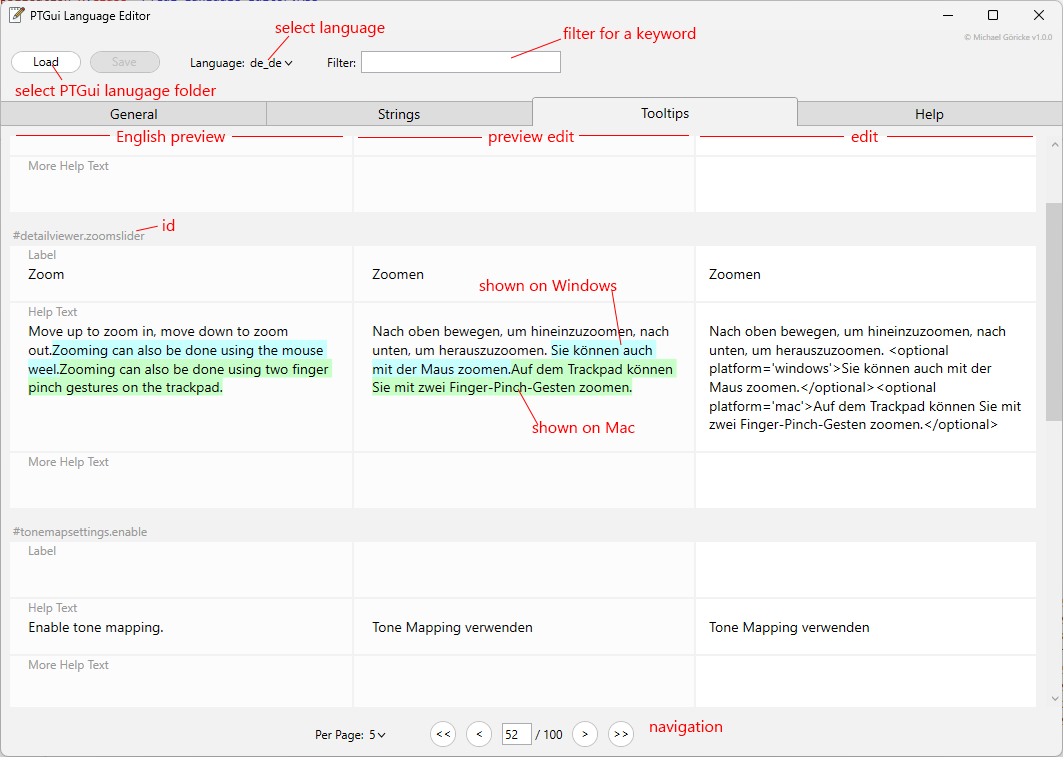 PTGui Language Editor
© Michael Göricke v1.0.0
select language
filter for a keyword
Load
Save
Language: de_de
Filter:
select PTGui lanugage folder
General
Strings
Tooltips
Help
English preview
preview edit
edit
More Help Text
#detailviewer.zoomslider
id
Label
Zoom
Zoomen
Zoomen
shown on Windows
Help Text
Move up to zoom in, move down to zoom
out.Zooming can also be done using the mouse
weel.Zooming can also be done using two finger
pinch gestures on the trackpad.
Nach oben bewegen, um hineinzuzoomen, nach
unten, um herauszuzoomen. Sie können auch
mit der Maus zoomen.Auf dem Trackpad können
Sie mit zwei Finger-Pinch-Gesten zoomen.
Nach oben bewegen, um hineinzuzoomen, nach
unten, um herauszuzoomen. <optional
platform='windows'>Sie können auch mit der
Maus zoomen.</optional><optional
platform='mac'>Auf dem Trackpad können Sie mit
zwei Finger-Pinch-Gesten zoomen.</optional>
shown on Mac
More Help Text
#tonemapsettings.enable
Label
Help Text
Enable tone mapping.
Tone Mapping verwenden
Tone Mapping verwenden
More Help Text
Per Page: 5
<<
<
52 / 100
>
>>
navigation